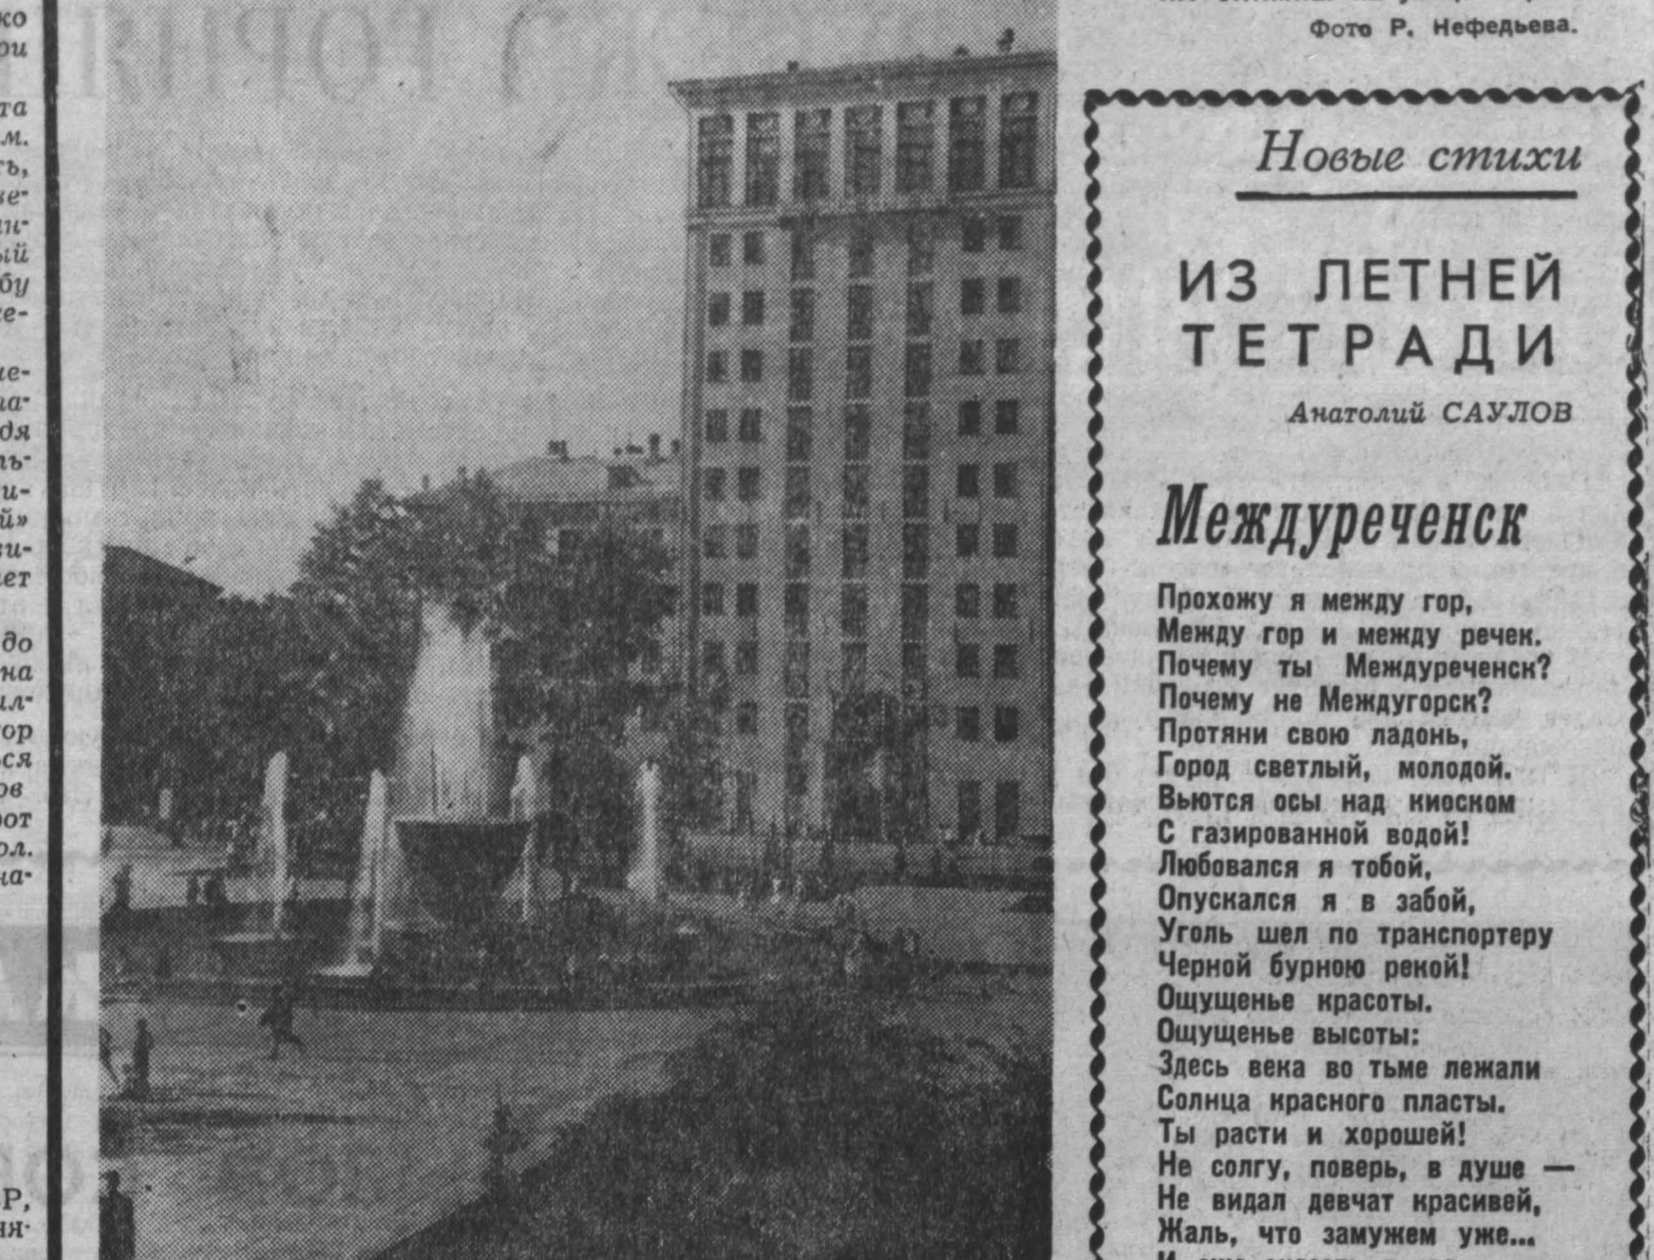 Фото Р. Нефедьева.
Новые стихи
ИЗ ЛЕТНЕЙ
ТЕТРАДИ
Анатолий САУЛОВ
Междуреченск
Прохожу я между гор,
Между гор и между речек.
Почему ты Междуреченск?
Почему не Междугорск?
Протяни свою ладонь,
Город светлый, молодой.
Вьются осы над киоском
С газированной водой!
Любовался я тобой,
Опускался я в забой,
Уголь шел по транспортеру
Черной бурною рекой!
Ощущенье красоты.
Ощущенье высоты:
Здесь века во тьме лежали
Солнца красного пласты.
Ты расти и хорошей!
Не солгу, поверь, в душе —
Не видал девчат красивей,
Жаль, что замужем уже...